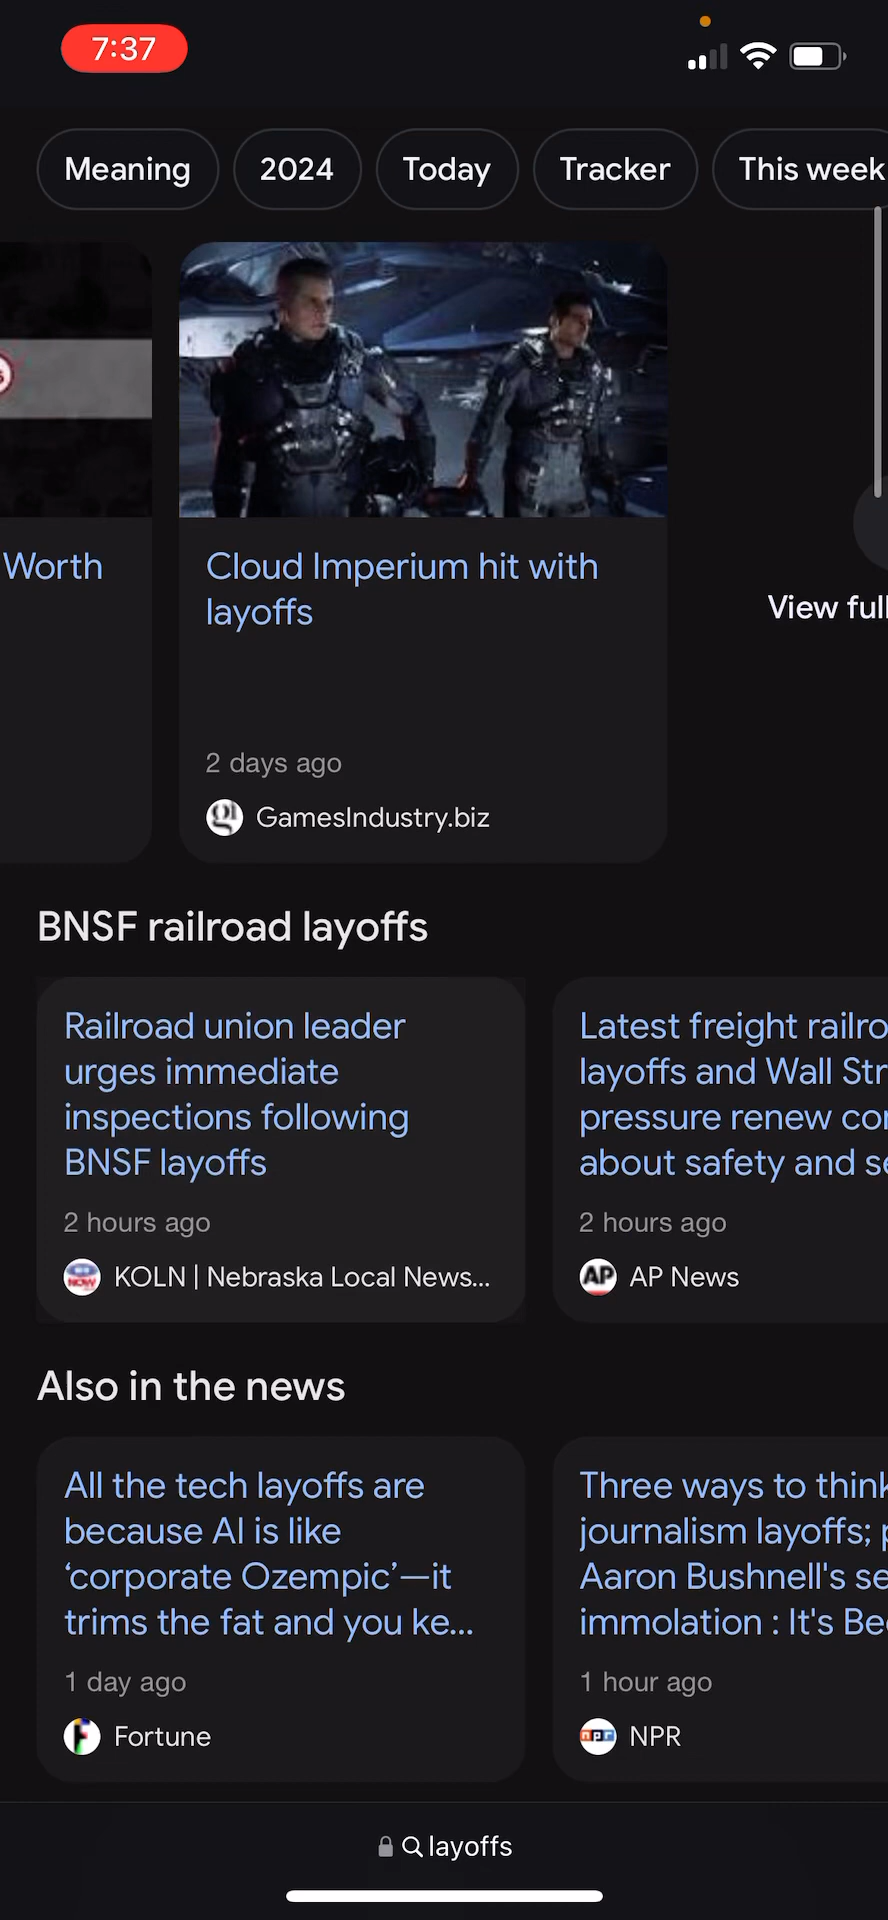 7:37
Meaning
2024
Today
Tracker
This week
Worth
Cloud Imperium hit with
layoffs
2 days ago
GamesIndustry.biz
View full
BNSF railroad layoffs
Railroad union leader
urges immediate
inspections following
BNSF layoffs
2 hours ago
KOLN | Nebraska Local News...
Latest freight railro
layoffs and Wall Str
pressure renew co
about safety and se
2 hours ago
AP News
Also in the news
All the tech layoffs are
because AI is like
‘corporate Ozempic’—it
trims the fat and you ke...
1 day ago
Fortune
Three ways to think
journalism layoffs;
Aaron Bushnell's se
immolation : It's Be
1 hour ago
NPR
layoffs